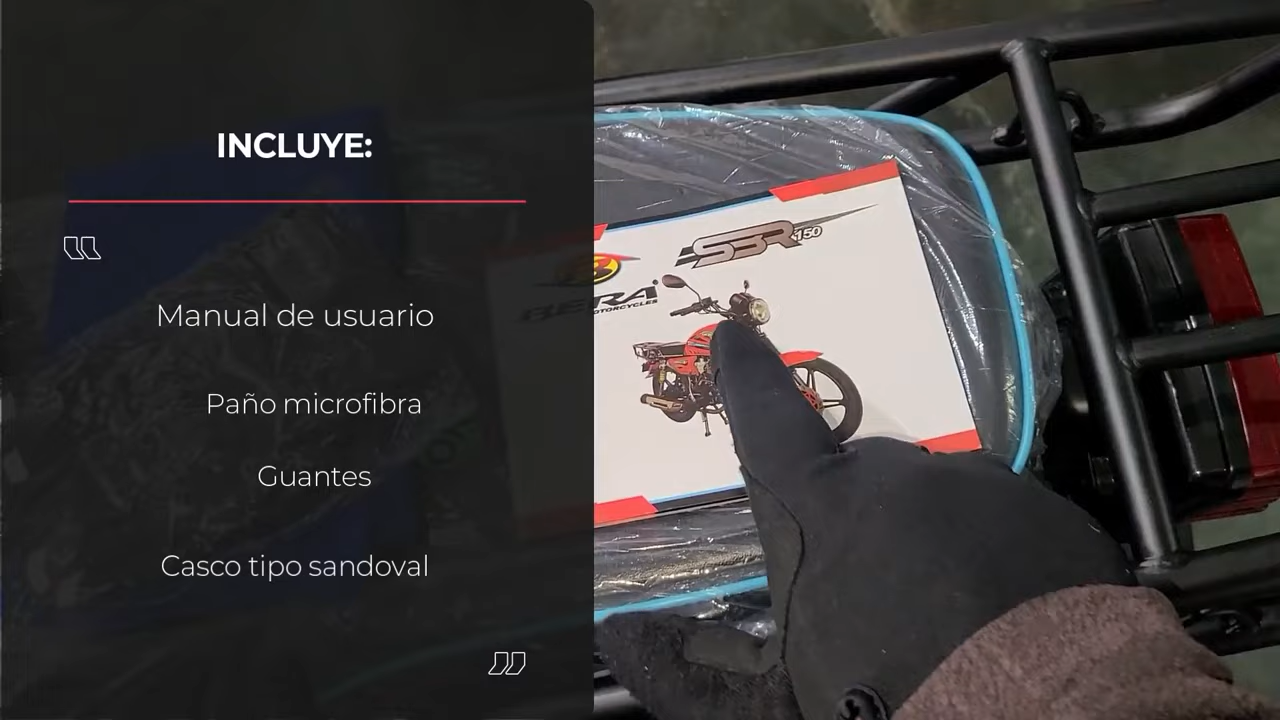 INCLUYE:
Manual de usuario
Paño microfibra
Guantes
Casco tipo sandoval
SBR 150
BERA
MOTORCYCLES